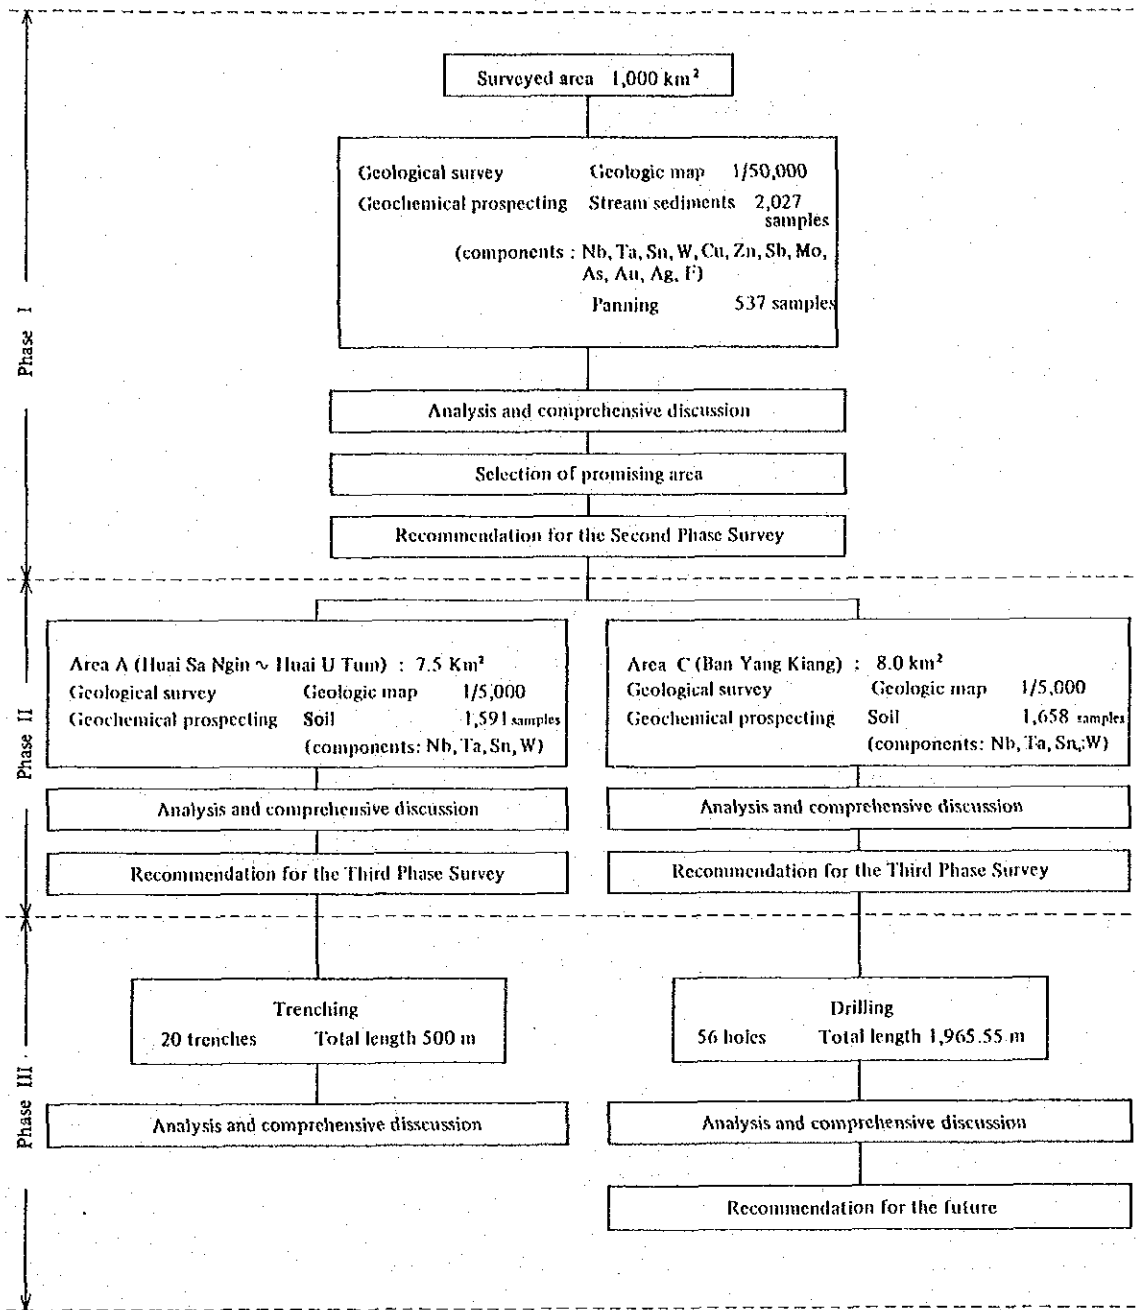 Surveyed area 1,000 km²
Geological survey Geologic map 1/50,000
Geochemical prospecting Stream sediments 2,027
samples
(components : Nb, Ta, Sn, W, Cu, Zn, Sb, Mo,
As, Au, Ag, F)
Panning 537 samples
Analysis and comprehensive discussion
Selection of promising area
Recommendation for the Second Phase Survey
Phase I
Area A (Huai Sa Ngin ~ Huai U Tum) : 7.5 Km²
Geological survey Geologic map 1/5,000
Geochemical prospecting Soil 1,591 samples
(components: Nb, Ta, Sn, W)
Analysis and comprehensive discussion
Recommendation for the Third Phase Survey
Area C (Ban Yang Kiang) : 8.0 km²
Geological survey Geologic map 1/5,000
Geochemical prospecting Soil 1,658 samples
(components: Nb, Ta, Sn, W)
Analysis and comprehensive discussion
Recommendation for the Third Phase Survey
Phase II
Trenching
20 trenches Total length 500 m
Analysis and comprehensive disscussion
Drilling
56 holes Total length 1,965.55 m
Analysis and comprehensive discussion
Recommendation for the future
Phase III